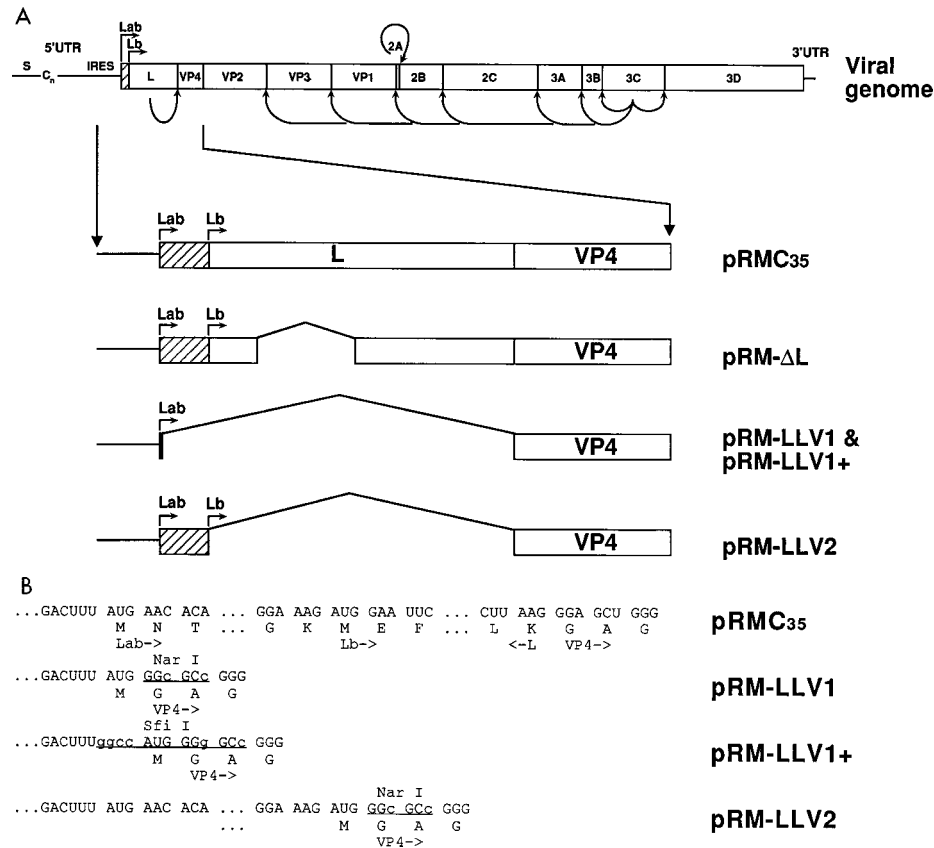 A
Lab
Lb
5'UTR
S
Cn
IRES
2A
3'UTR
L VP4 VP2 VP3 VP1 2B 2C 3A 3B 3C 3D
Viral
genome
Lab Lb
L VP4
pRMC35
Lab Lb
VP4
pRM-ΔL
Lab
VP4
pRM-LLV1 &
pRM-LLV1+
Lab Lb
VP4
pRM-LLV2
B
...GACUUU AUG AAC ACA ... GGA AAG AUG GAA UUC ... CUU AAG GGA GCU GGG
M N T ... G K M E F ... L K G A G
Lab-> Lb-> <-L VP4->
pRMC35
Nar I
...GACUUU AUG GGc GCc GGG
M G A G
VP4->
pRM-LLV1
Sfi I
...GACUUUggcc AUG GGg GCc GGG
M G A G
VP4->
pRM-LLV1+
Nar I
...GACUUU AUG AAC ACA ... GGA AAG AUG GGc GCc GGG
... M G A G
VP4->
pRM-LLV2